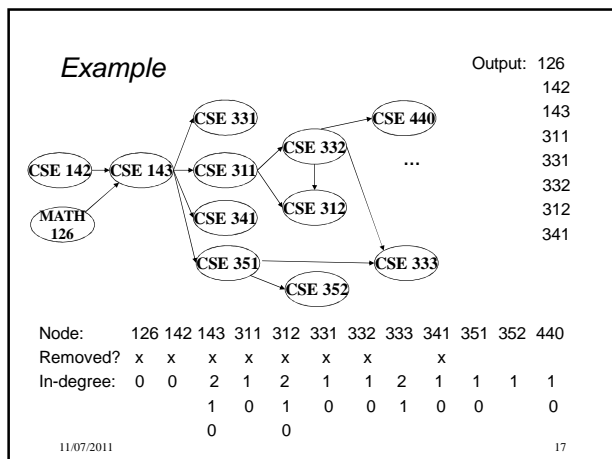 Example
Output: 126
142
143
311
331
332
312
341
CSE 331
CSE 440
CSE 332
...
CSE 142
CSE 143
CSE 311
CSE 312
MATH
126
CSE 341
CSE 351
CSE 333
CSE 352
Node: 126 142 143 311 312 331 332 333 341 351 352 440
Removed? x x x x x x x x
In-degree: 0 0 2 1 2 1 1 2 1 1 1 1
1 0 1 0 0 1 0 0 0
0 0
11/07/2011
17